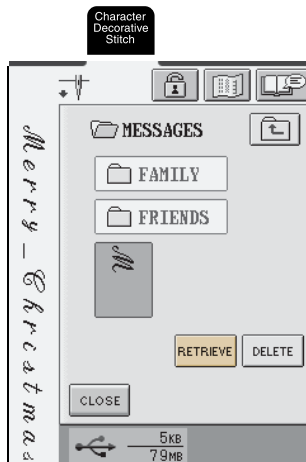 Character
Decorative
Stitch
MESSAGES
FAMILY
FRIENDS
M
RETRIEVE
DELETE
CLOSE
5KB
79MB
Merry_Christmas